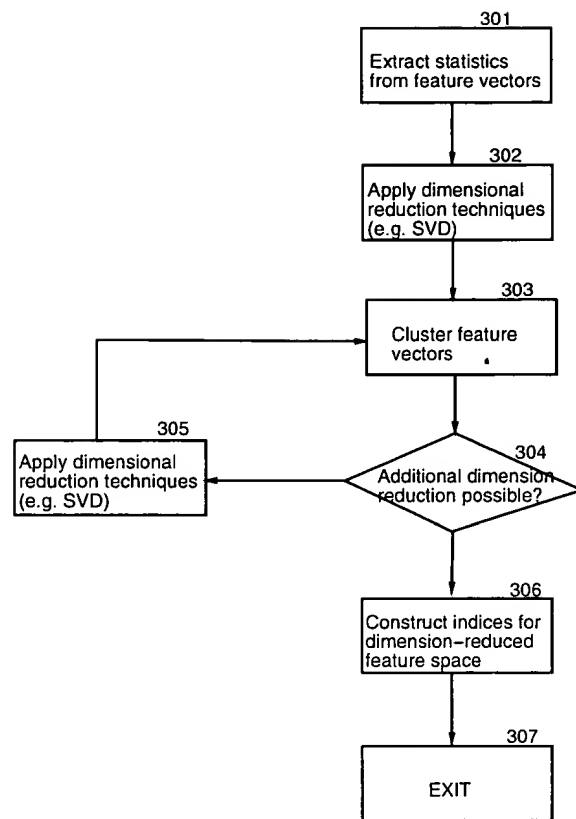 301
Extract statistics
from feature vectors
302
Apply dimensional
reduction techniques
(e.g. SVD)
303
Cluster feature
vectors
305
Apply dimensional
reduction techniques
(e.g. SVD)
304
Additional dimension
reduction possible?
306
Construct indices for
dimension-reduced
feature space
307
EXIT